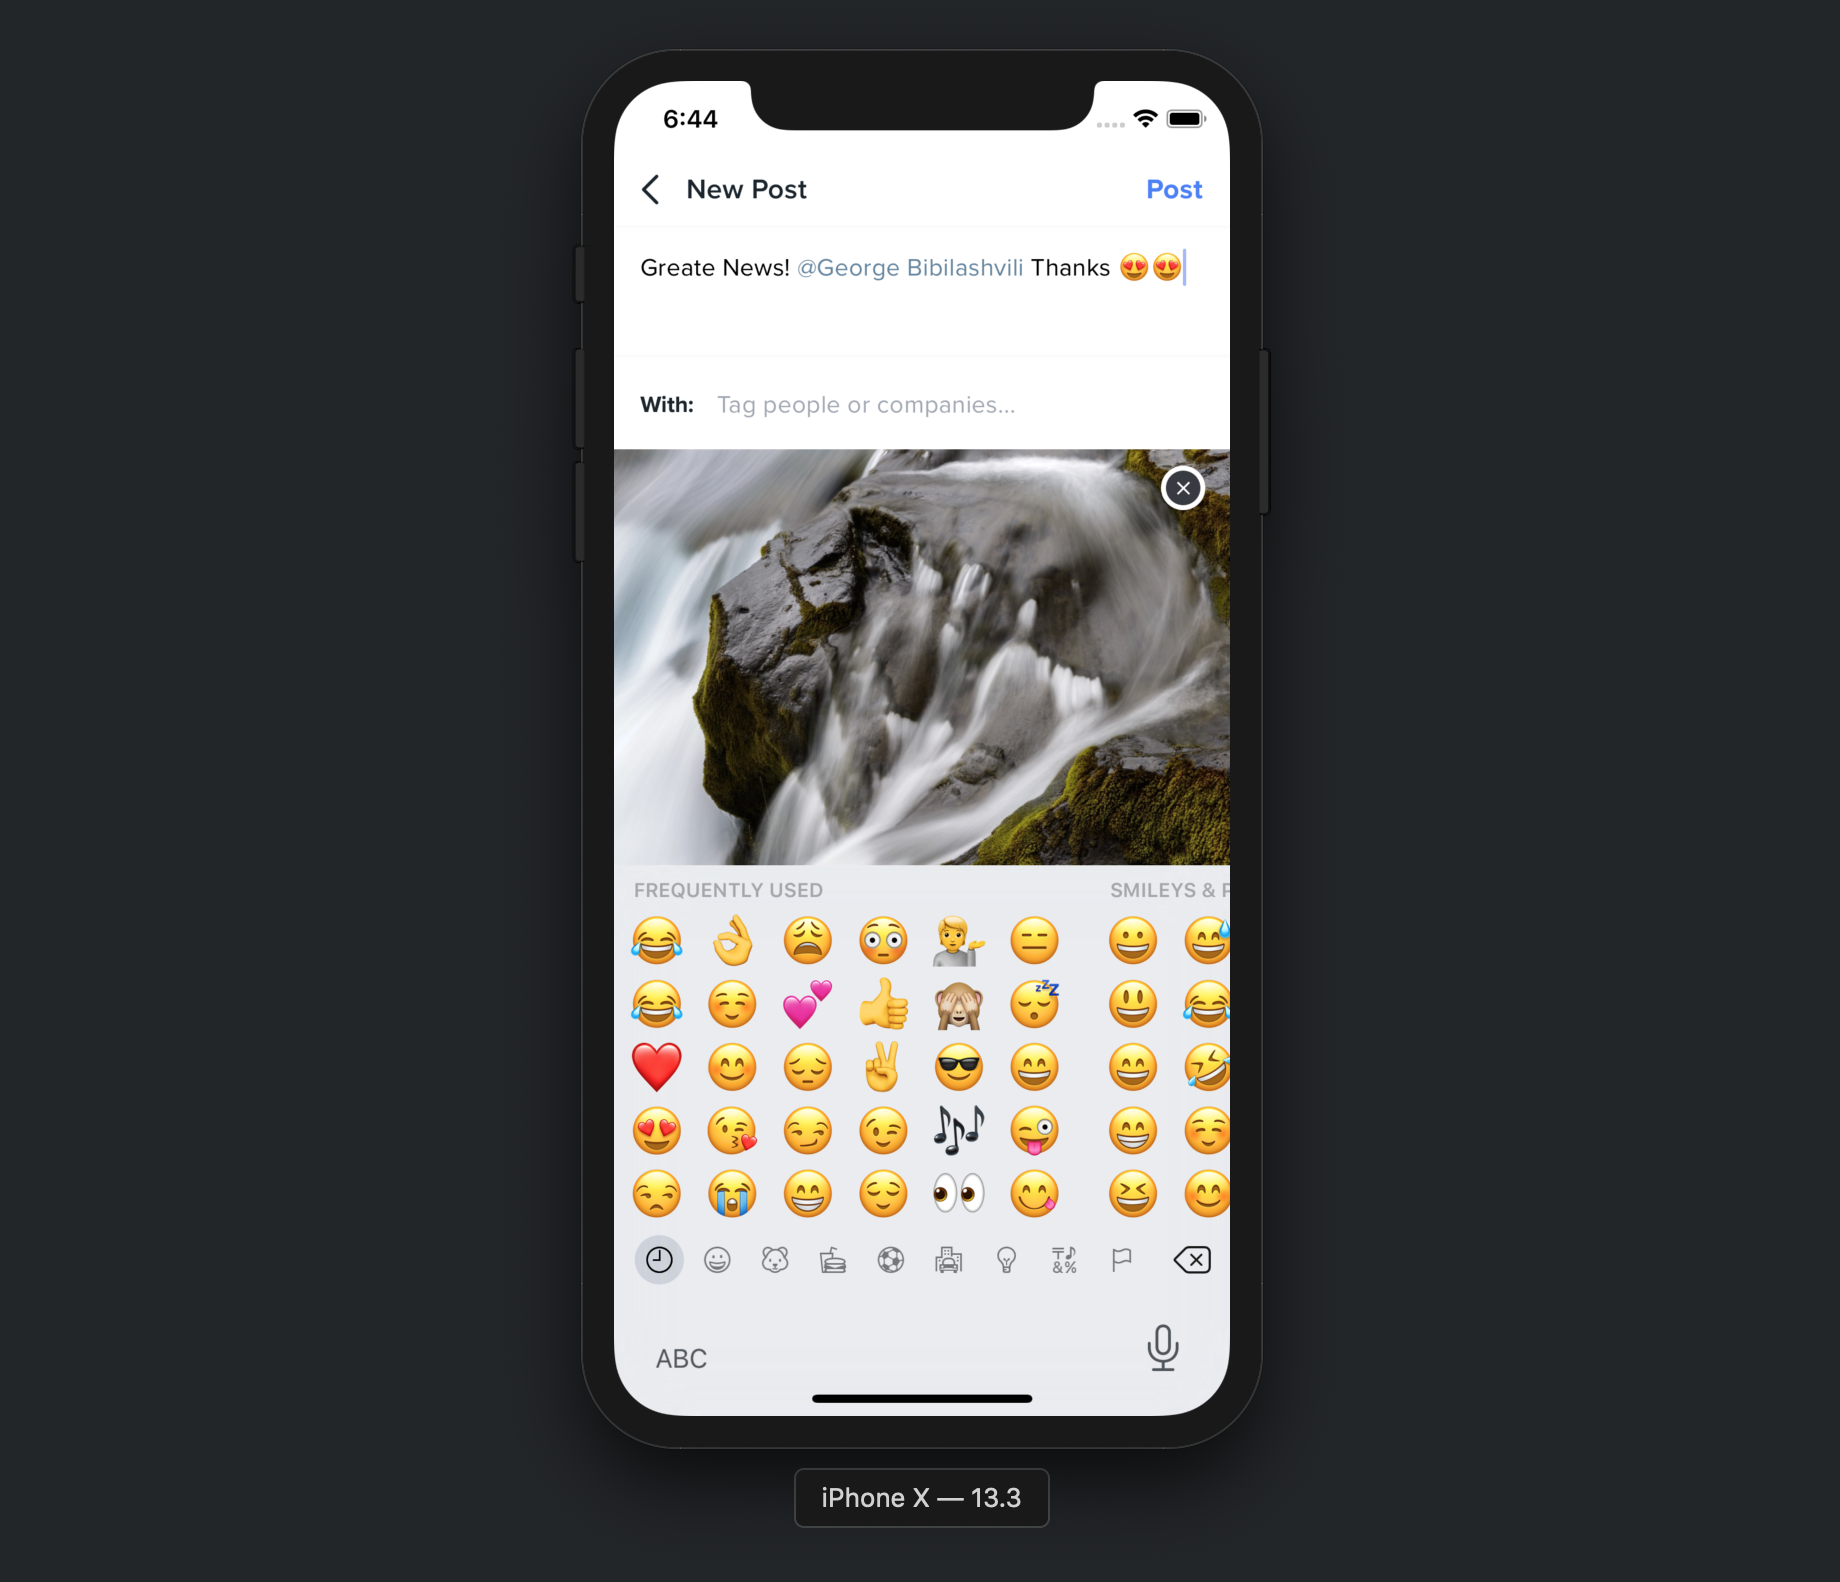 6:44
New Post
Post
Greate News! @George Bibilashvili Thanks 😍😍
With: Tag people or companies...
FREQUENTLY USED
SMILEYS & P
ABC
iPhone X — 13.3